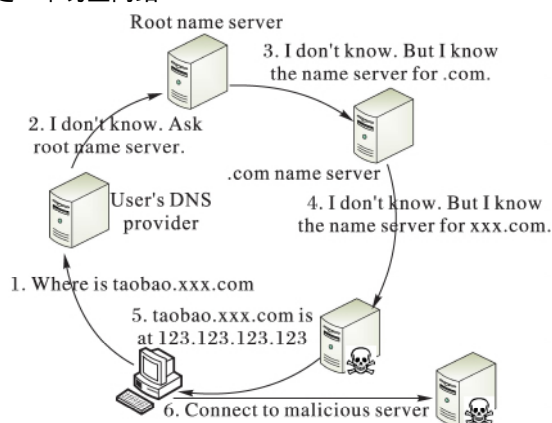 Root name server
3. I don't know. But I know
the name server for .com.
2. I don't know. Ask
root name server.
.com name server
User's DNS
provider
4. I don't know. But I know
the name server for xxx.com.
1. Where is taobao.xxx.com
5. taobao.xxx.com is
at 123.123.123.123
6. Connect to malicious server